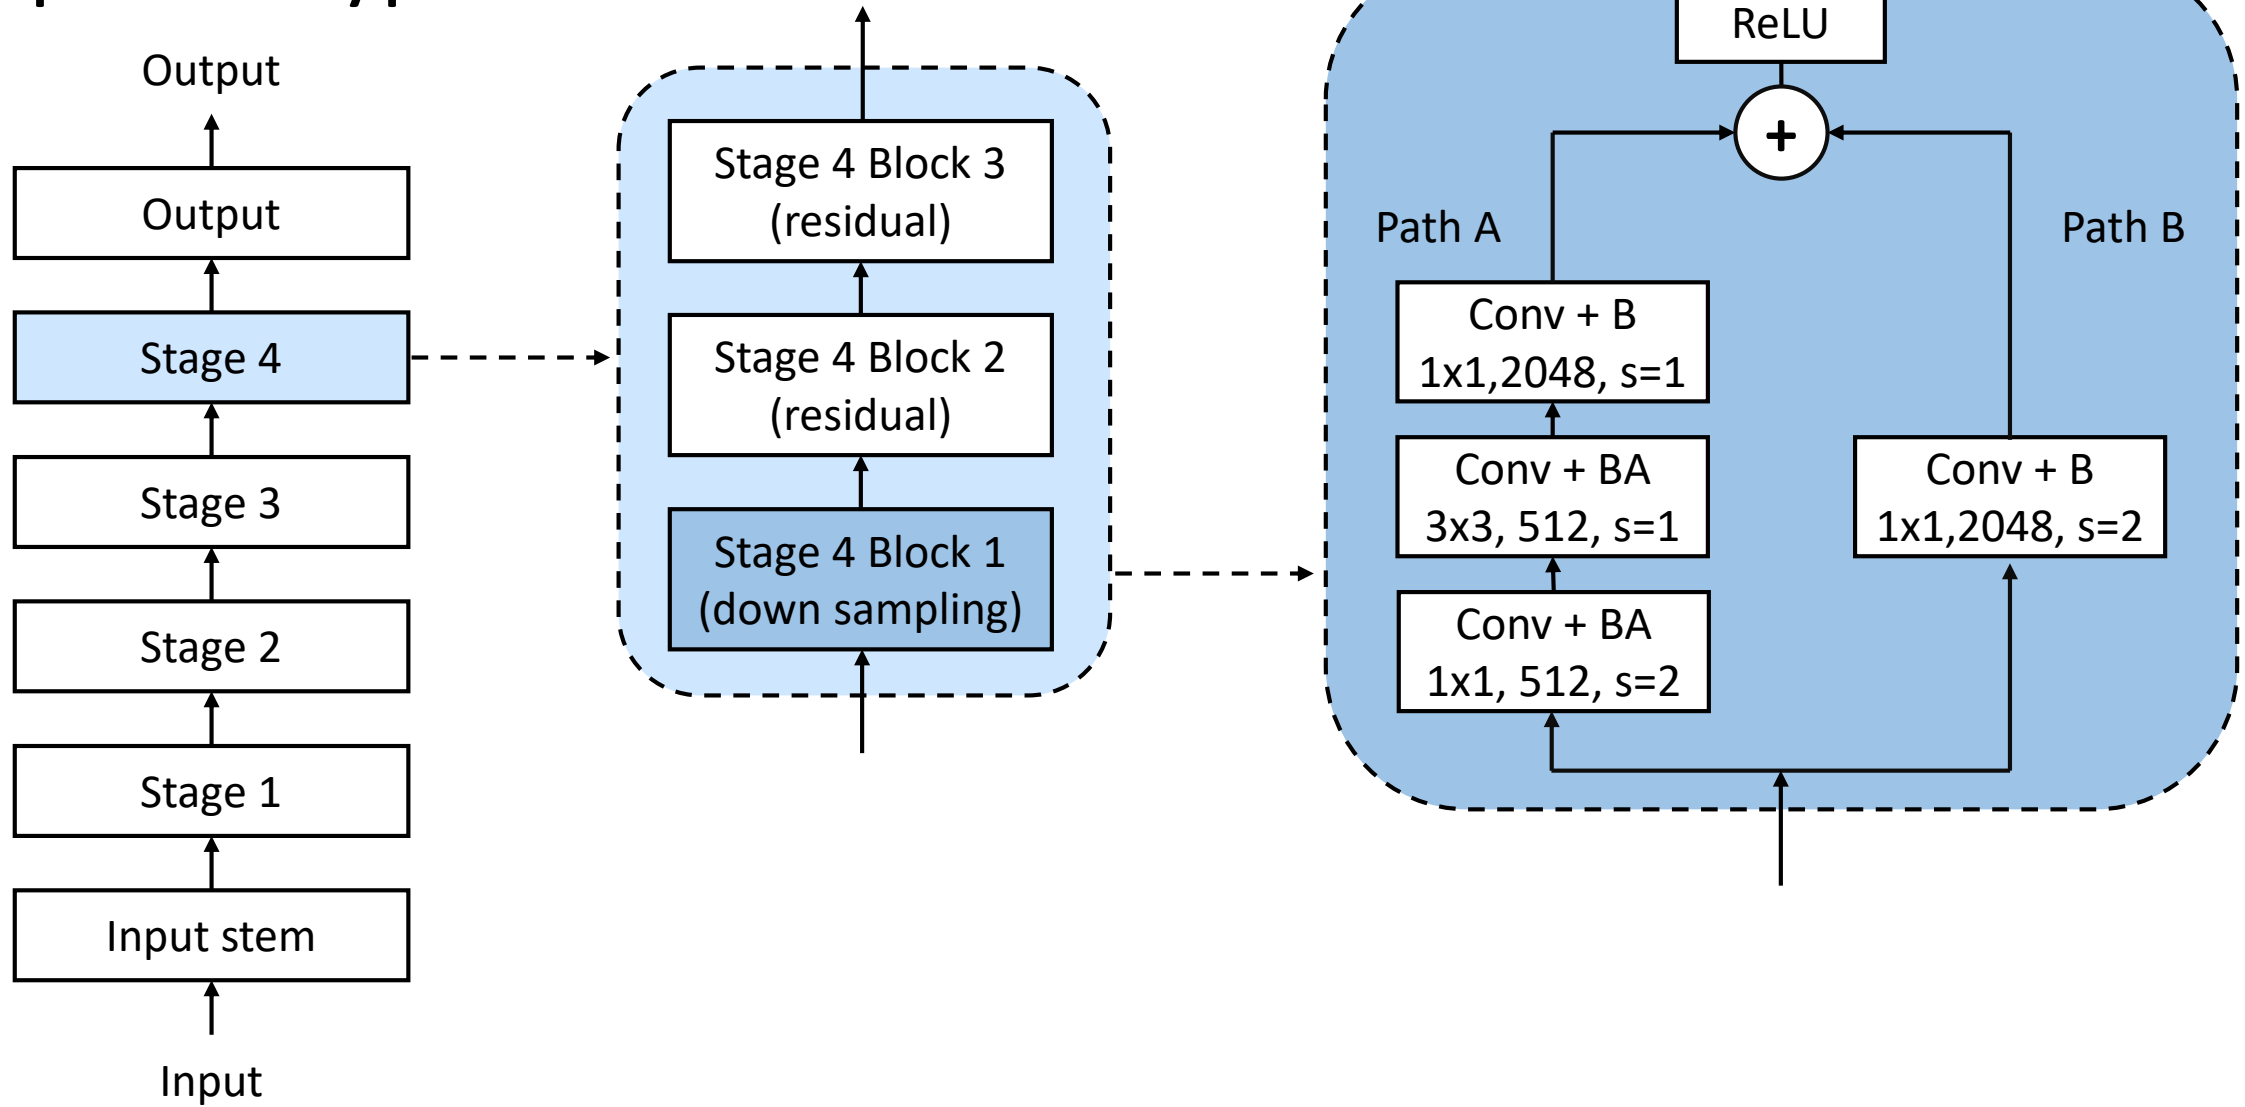 Output
Output
Stage 4
Stage 3
Stage 2
Stage 1
Input stem
Input
Stage 4 Block 3
(residual)
Stage 4 Block 2
(residual)
Stage 4 Block 1
(down sampling)
ReLU
+
Path A
Path B
Conv + B
1x1,2048, s=1
Conv + BA
3x3, 512, s=1
Conv + BA
1x1, 512, s=2
Conv + B
1x1,2048, s=2